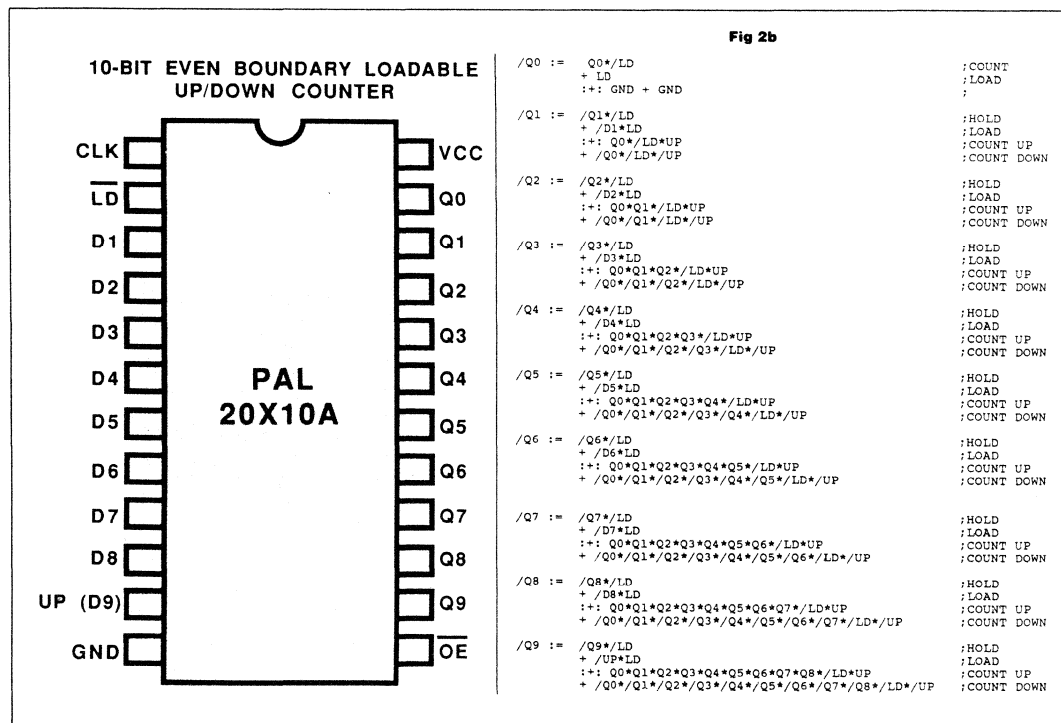 Fig 2b
10-BIT EVEN BOUNDARY LOADABLE
UP/DOWN COUNTER
CLK
LD
D1
D2
D3
D4
D5
D6
D7
D8
UP (D9)
GND
PAL
20X10A
VCC
Q0
Q1
Q2
Q3
Q4
Q5
Q6
Q7
Q8
Q9
OE
/Q0 := Q0*/LD ;COUNT
+ LD ;LOAD
:+: GND + GND ;
/Q1 := /Q1*/LD ;HOLD
+ /D1*LD ;LOAD
:+: Q0*/LD*UP ;COUNT UP
+ /Q0*/LD*/UP ;COUNT DOWN
/Q2 := /Q2*/LD ;HOLD
+ /D2*LD ;LOAD
:+: Q0*Q1*/LD*UP ;COUNT UP
+ /Q0*/Q1*/LD*/UP ;COUNT DOWN
/Q3 := /Q3*/LD ;HOLD
+ /D3*LD ;LOAD
:+: Q0*Q1*Q2*/LD*UP ;COUNT UP
+ /Q0*/Q1*/Q2*/LD*/UP ;COUNT DOWN
/Q4 := /Q4*/LD ;HOLD
+ /D4*LD ;LOAD
:+: Q0*Q1*Q2*Q3*/LD*UP ;COUNT UP
+ /Q0*/Q1*/Q2*/Q3*/LD*/UP ;COUNT DOWN
/Q5 := /Q5*/LD ;HOLD
+ /D5*LD ;LOAD
:+: Q0*Q1*Q2*Q3*Q4*/LD*UP ;COUNT UP
+ /Q0*/Q1*/Q2*/Q3*/Q4*/LD*/UP ;COUNT DOWN
/Q6 := /Q6*/LD ;HOLD
+ /D6*LD ;LOAD
:+: Q0*Q1*Q2*Q3*Q4*Q5*/LD*UP ;COUNT UP
+ /Q0*/Q1*/Q2*/Q3*/Q4*/Q5*/LD*/UP ;COUNT DOWN
/Q7 := /Q7*/LD ;HOLD
+ /D7*LD ;LOAD
:+: Q0*Q1*Q2*Q3*Q4*Q5*Q6*/LD*UP ;COUNT UP
+ /Q0*/Q1*/Q2*/Q3*/Q4*/Q5*/Q6*/LD*/UP ;COUNT DOWN
/Q8 := /Q8*/LD ;HOLD
+ /D8*LD ;LOAD
:+: Q0*Q1*Q2*Q3*Q4*Q5*Q6*Q7*/LD*UP ;COUNT UP
+ /Q0*/Q1*/Q2*/Q3*/Q4*/Q5*/Q6*/Q7*/LD*/UP ;COUNT DOWN
/Q9 := /Q9*/LD ;HOLD
+ /UP*LD ;LOAD
:+: Q0*Q1*Q2*Q3*Q4*Q5*Q6*Q7*Q8*/LD*UP ;COUNT UP
+ /Q0*/Q1*/Q2*/Q3*/Q4*/Q5*/Q6*/Q7*/Q8*/LD*/UP ;COUNT DOWN